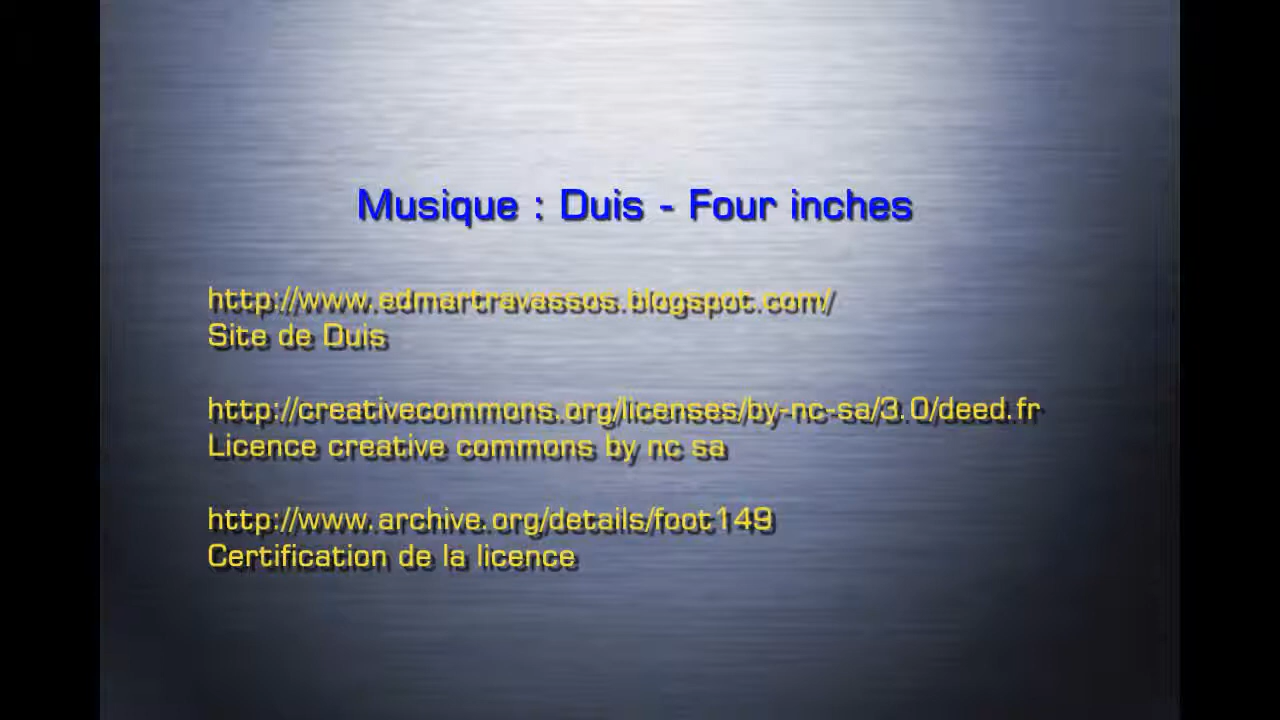 Musique : Duis - Four inches
http://www.edmartravassos.blogspot.com/
Site de Duis
http://creativecommons.org/licenses/by-nc-sa/3.0/deed.fr
Licence creative commons by nc sa
http://www.archive.org/details/foot149
Certification de la licence